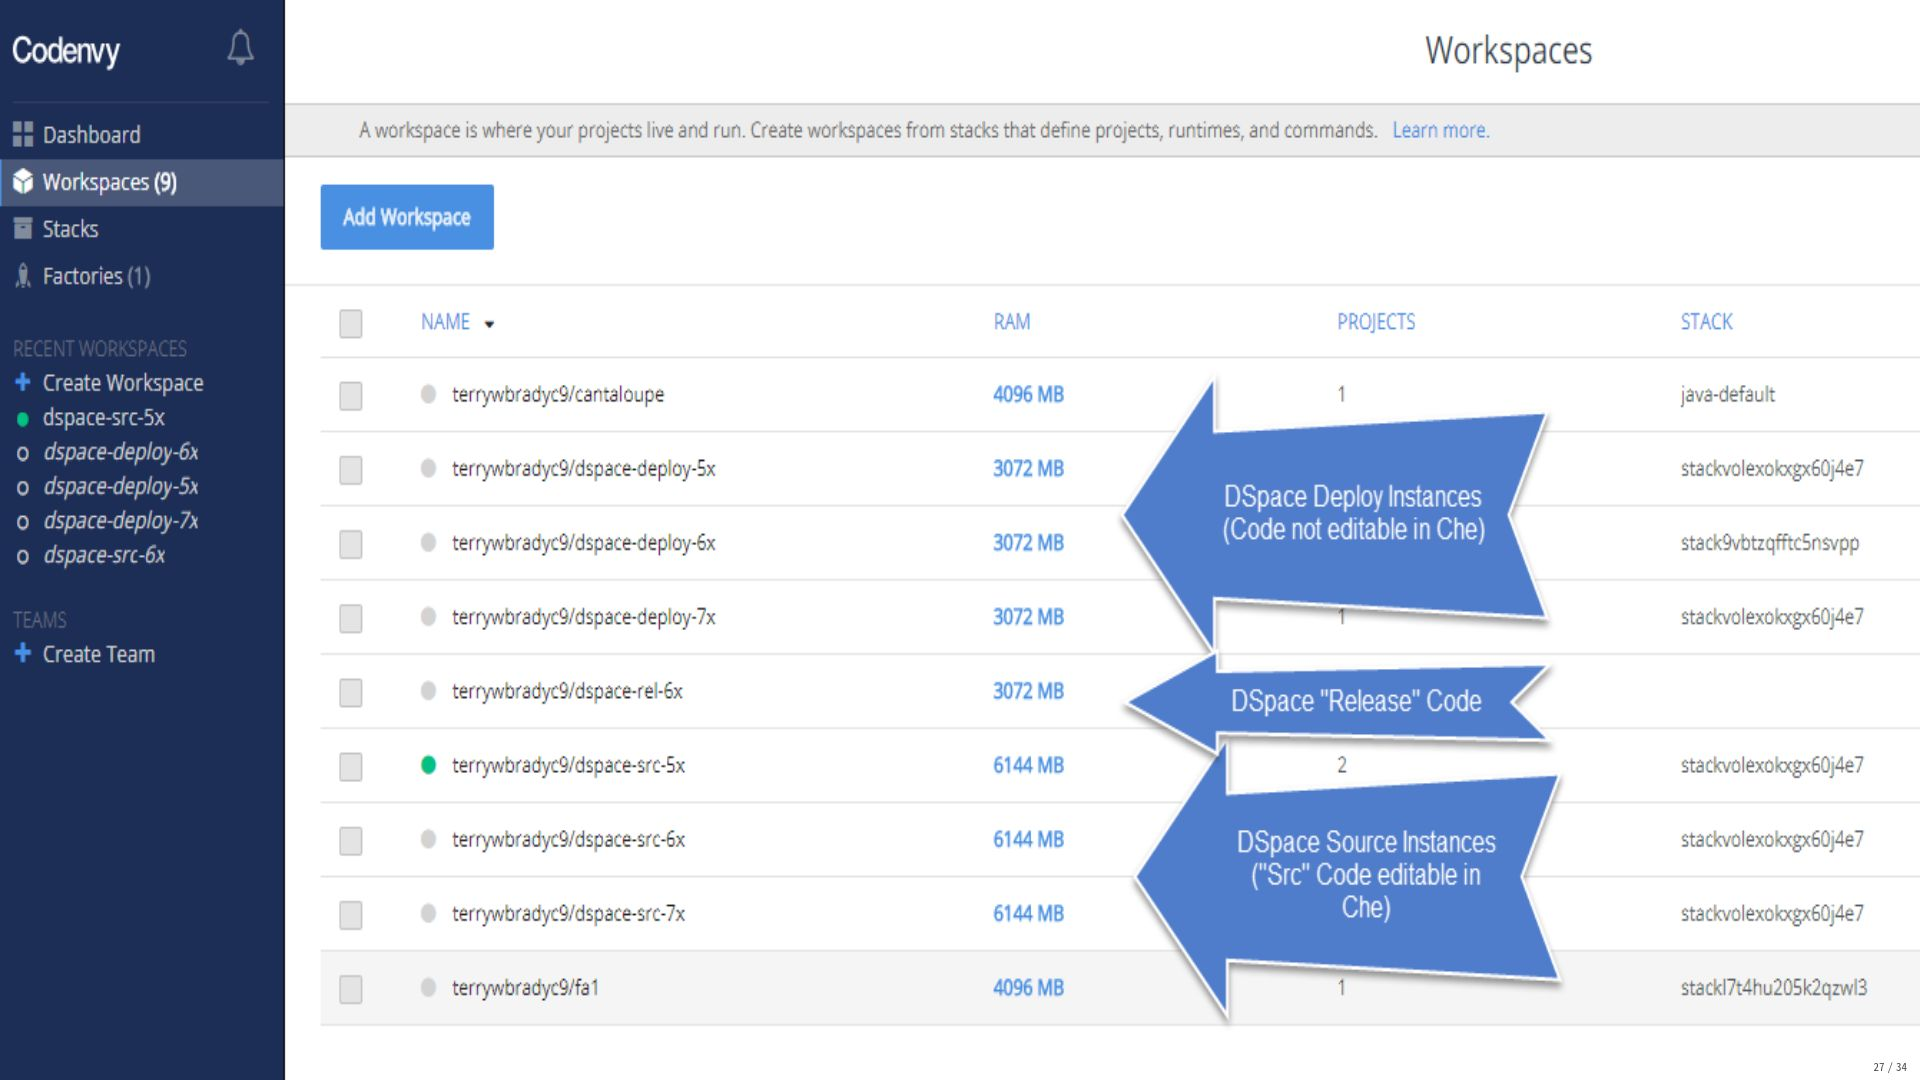 Codenvy
Dashboard
Workspaces (9)
Stacks
Factories (1)
RECENT WORKSPACES
Create Workspace
dspace-src-5x
dspace-deploy-6x
dspace-deploy-5x
dspace-deploy-7x
dspace-src-6x
TEAMS
Create Team
Workspaces
A workspace is where your projects live and run. Create workspaces from stacks that define projects, runtimes, and commands. Learn more.
Add Workspace
NAME RAM PROJECTS STACK
terrywbradyc9/cantaloupe 4096 MB 1 java-default
terrywbradyc9/dspace-deploy-5x 3072 MB stackvolexokxgx60j4e7
terrywbradyc9/dspace-deploy-6x 3072 MB stack9vbtzqfftc5nsvpp
terrywbradyc9/dspace-deploy-7x 3072 MB 1 stackvolexokxgx60j4e7
terrywbradyc9/dspace-rel-6x 3072 MB
terrywbradyc9/dspace-src-5x 6144 MB 2 stackvolexokxgx60j4e7
terrywbradyc9/dspace-src-6x 6144 MB stackvolexokxgx60j4e7
terrywbradyc9/dspace-src-7x 6144 MB stackvolexokxgx60j4e7
terrywbradyc9/fa1 4096 MB 1 stackl7t4hu205k2qzwl3
DSpace Deploy Instances
(Code not editable in Che)
DSpace "Release" Code
DSpace Source Instances
("Src" Code editable in
Che)
27 / 34